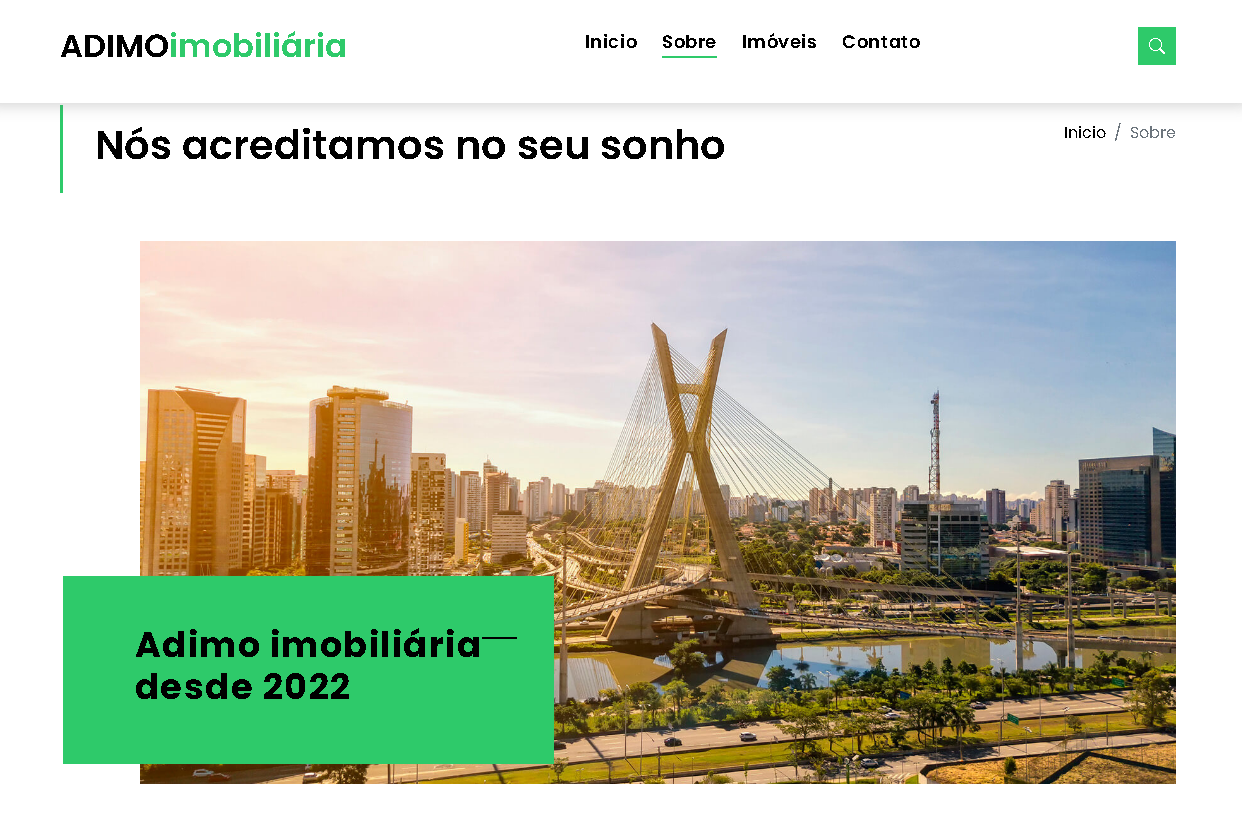 ADIMOimobiliária
Inicio Sobre Imóveis Contato
Nós acreditamos no seu sonho
Inicio / Sobre
Adimo imobiliária
desde 2022